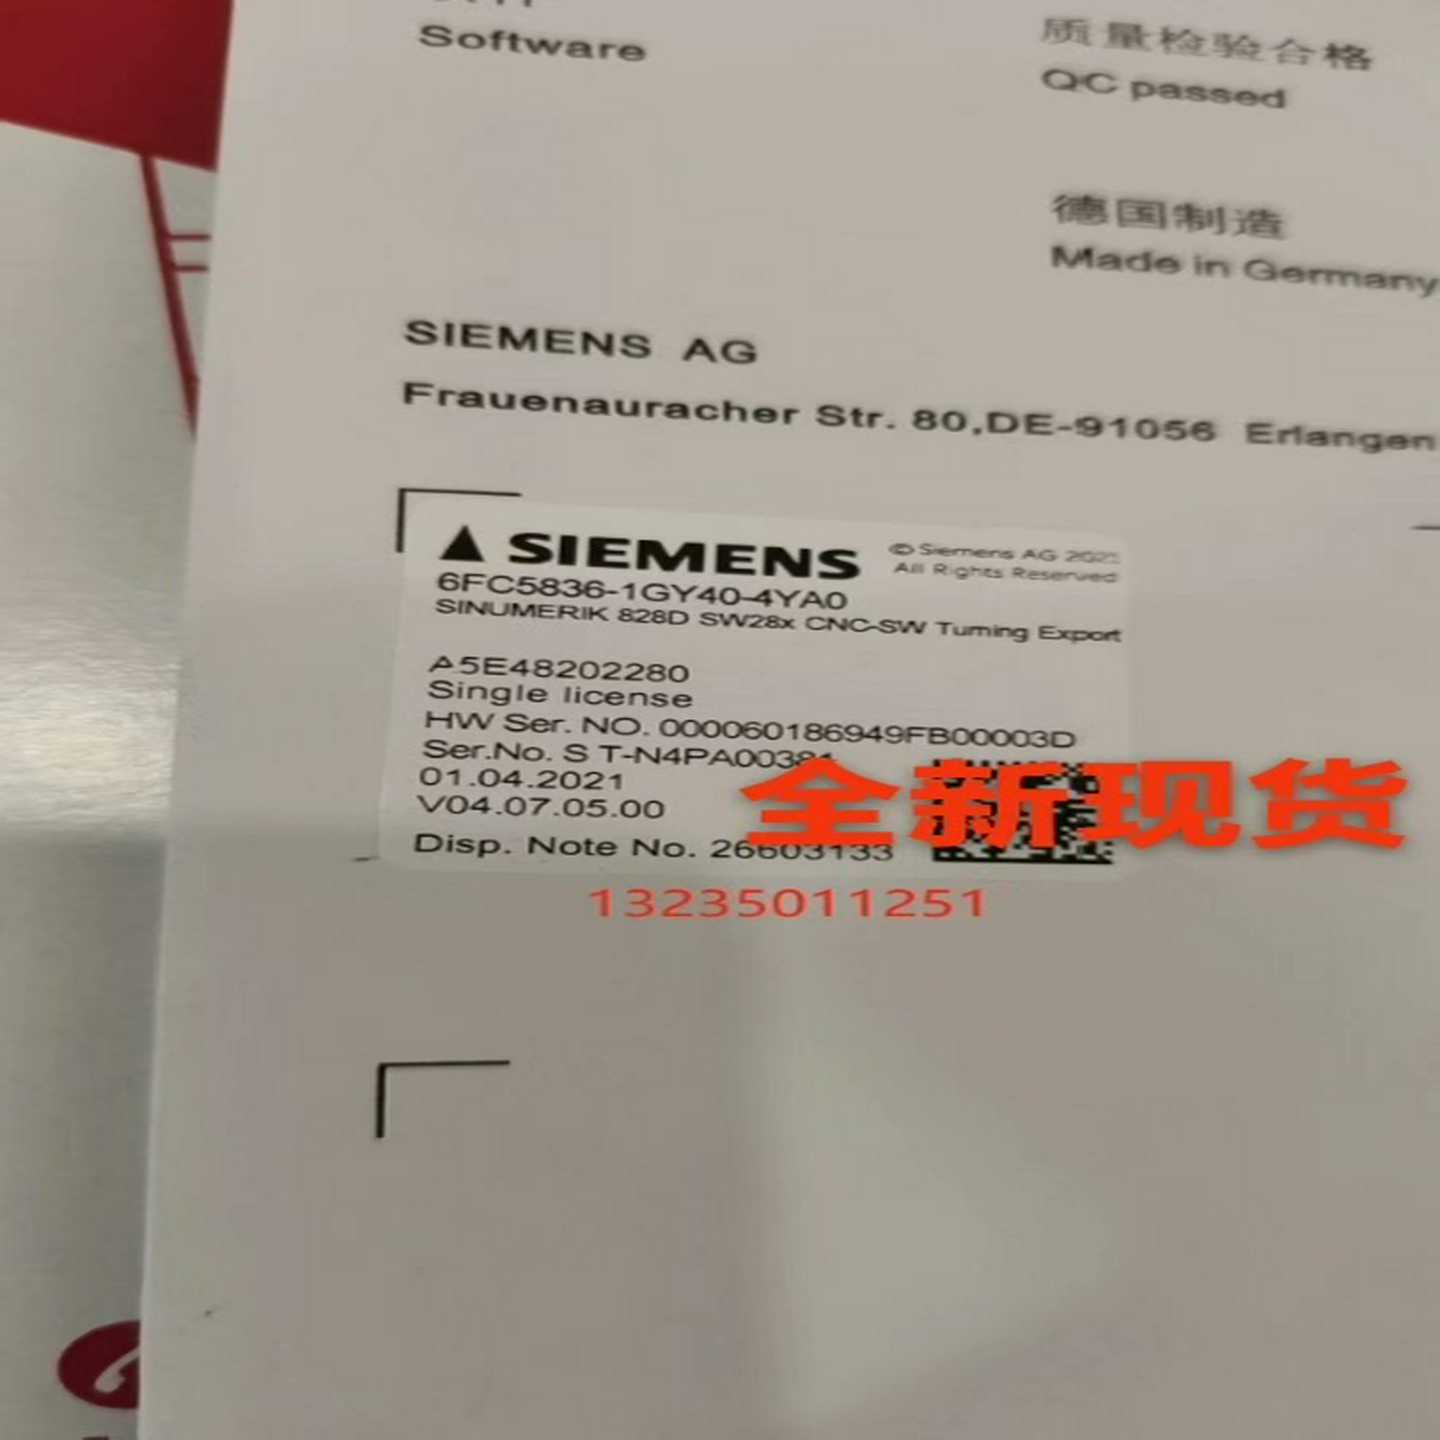 Software
质量检验合格
QC passed
德国制造
Made in Germany
SIEMENS AG
Frauenauracher Str. 80,DE-91056 Erlangen
SIEMENS
© Siemens AG 2021
All Rights Reserved
6FC5836-1GY40-4YA0
SINUMERIK 828D SW28x CNC-SW Turning Export
A5E48202280
Single license
HW Ser. NO. 000060186949FB00003D
Ser.No. S T-N4PA00381
01.04.2021
V04.07.05.00
全新现货
Disp. Note No. 26603133
13235011251